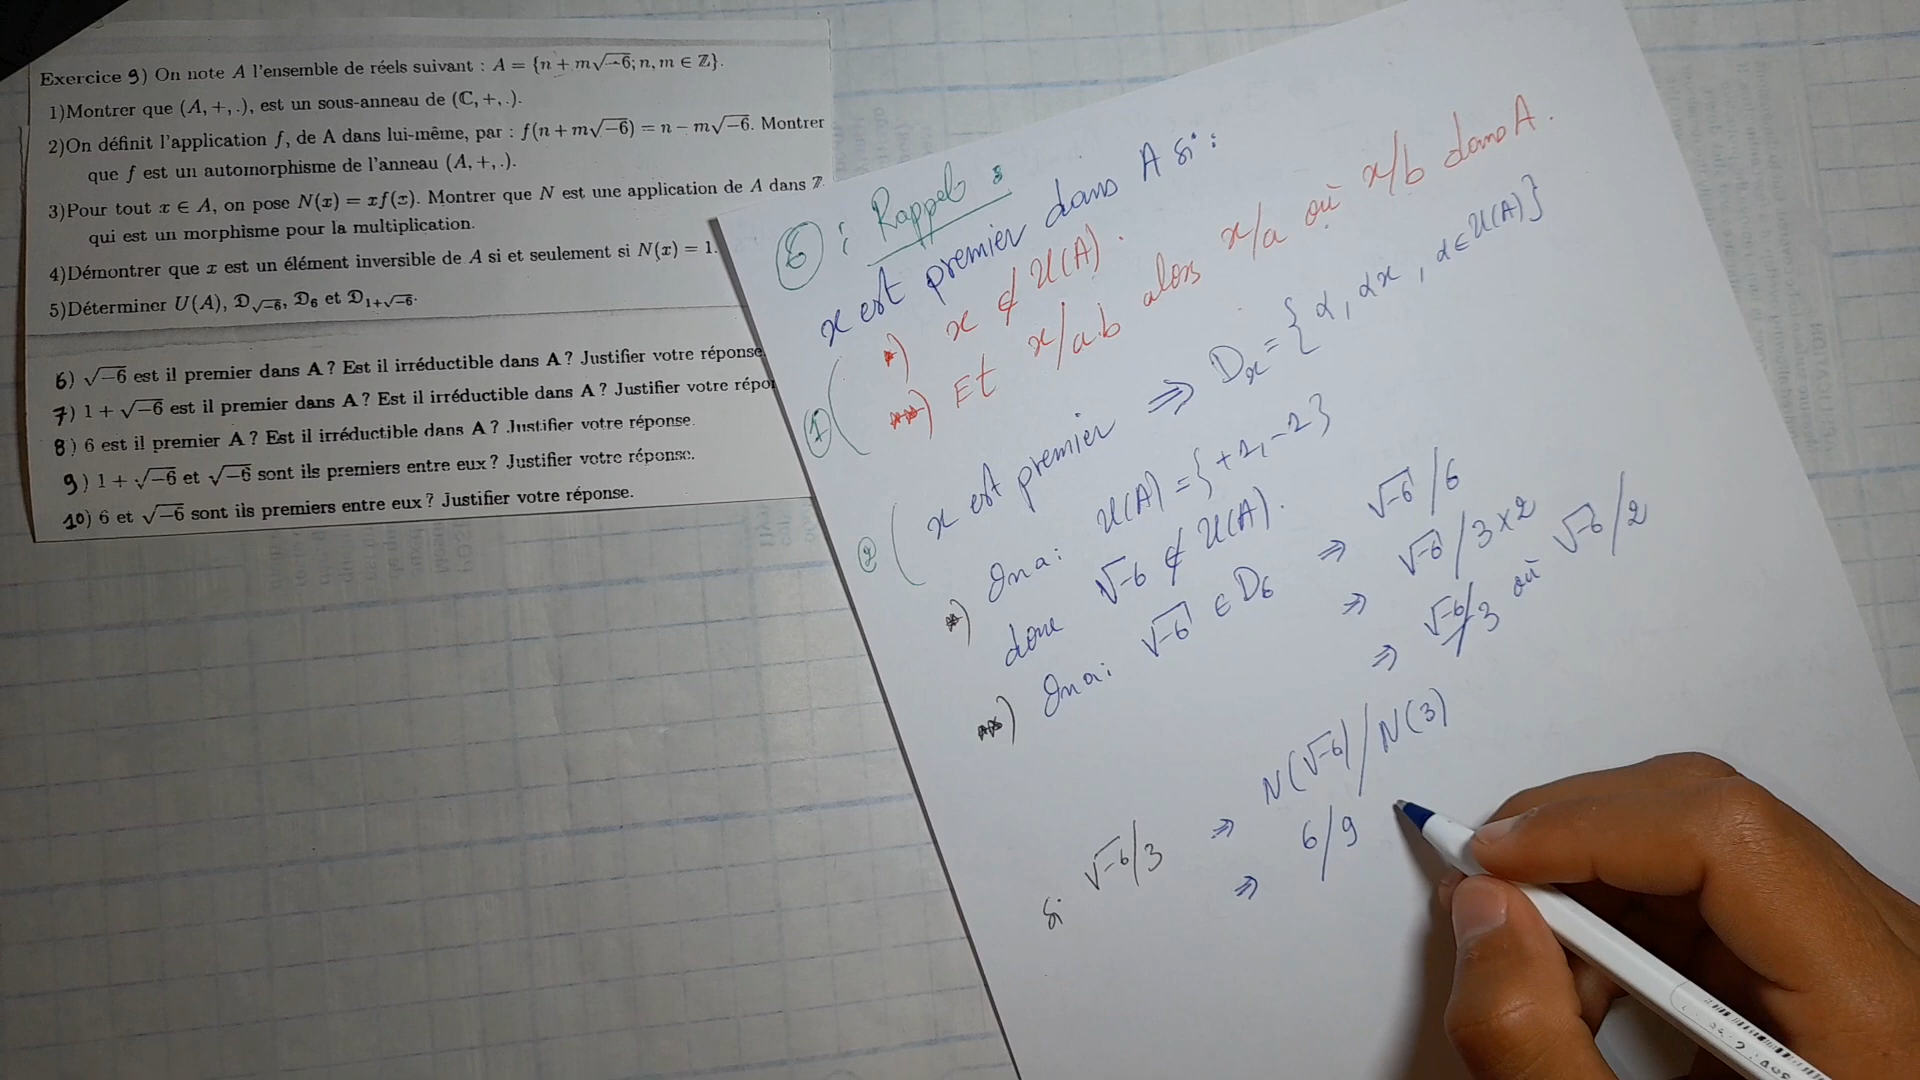 Exercice 9) On note A l'ensemble de réels suivant : A = {n + m√-6; n, m ∈ ℤ}.
1)Montrer que (A, +, .), est un sous-anneau de (ℂ, +, .).
2)On définit l'application f, de A dans lui-même, par : f(n + m√-6) = n - m√-6. Montrer
que f est un automorphisme de l'anneau (A, +, .).
3)Pour tout x ∈ A, on pose N(x) = xf(x). Montrer que N est une application de A dans ℤ
qui est un morphisme pour la multiplication.
4)Démontrer que x est un élément inversible de A si et seulement si N(x) = 1.
5)Déterminer U(A), D√-6, D6 et D1+√-6.
6) √-6 est il premier dans A ? Est il irréductible dans A ? Justifier votre réponse
7) 1 + √-6 est il premier dans A ? Est il irréductible dans A ? Justifier votre répo
8) 6 est il premier A ? Est il irréductible dans A ? Justifier votre réponse.
9) 1 + √-6 et √-6 sont ils premiers entre eux ? Justifier votre réponse.
10) 6 et √-6 sont ils premiers entre eux ? Justifier votre réponse.
6 : Rappels :
x est premier dans A si :
*) x ∉ U(A).
1 ( **) Et x/ab alors x/a où x/b dans A.
2 ( x est premier ⇒ Dx = {α, αx, α ∈ U(A)}
*) On a : U(A) = {+1, -1}
donc √-6 ∉ U(A).
**) On a : √-6 ∈ D6 ⇒ √-6/6
⇒ √-6/3×2
⇒ √-6/3 où √-6/2
si √-6/3 ⇒ N(√-6)/N(3)
⇒ 6/9